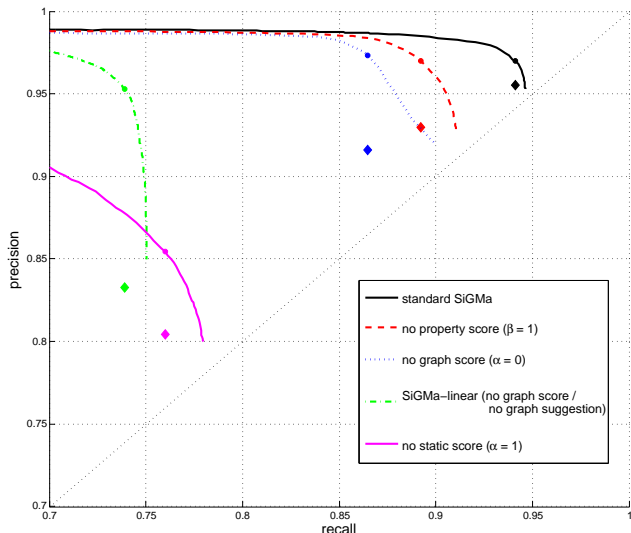 1
0.95
0.9
0.85
0.8
0.75
0.7
precision
standard SiGMa
no property score (β = 1)
no graph score (α = 0)
SiGMa−linear (no graph score /
no graph suggestion)
no static score (α = 1)
0.7
0.75
0.8
0.85
0.9
0.95
1
recall